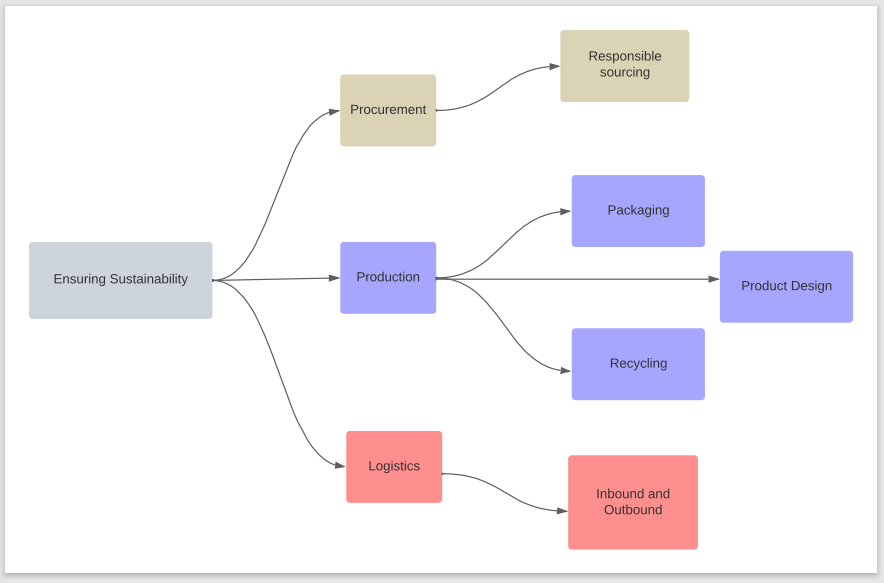 Ensuring Sustainability
Procurement
Responsible
sourcing
Production
Packaging
Product Design
Recycling
Logistics
Inbound and
Outbound